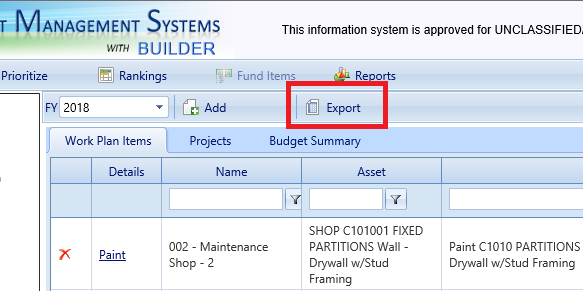 t MANAGEMENT SYSTEMS
WITH BUILDER
This information system is approved for UNCLASSIFIED/
Prioritize Rankings Fund Items Reports
FY 2018 Add Export
Work Plan Items Projects Budget Summary
Details Name Asset
Paint
002 - Maintenance
Shop - 2
SHOP C101001 FIXED
PARTITIONS Wall -
Drywall w/Stud
Framing
Paint C1010 PARTITIONS
Drywall w/Stud Framing